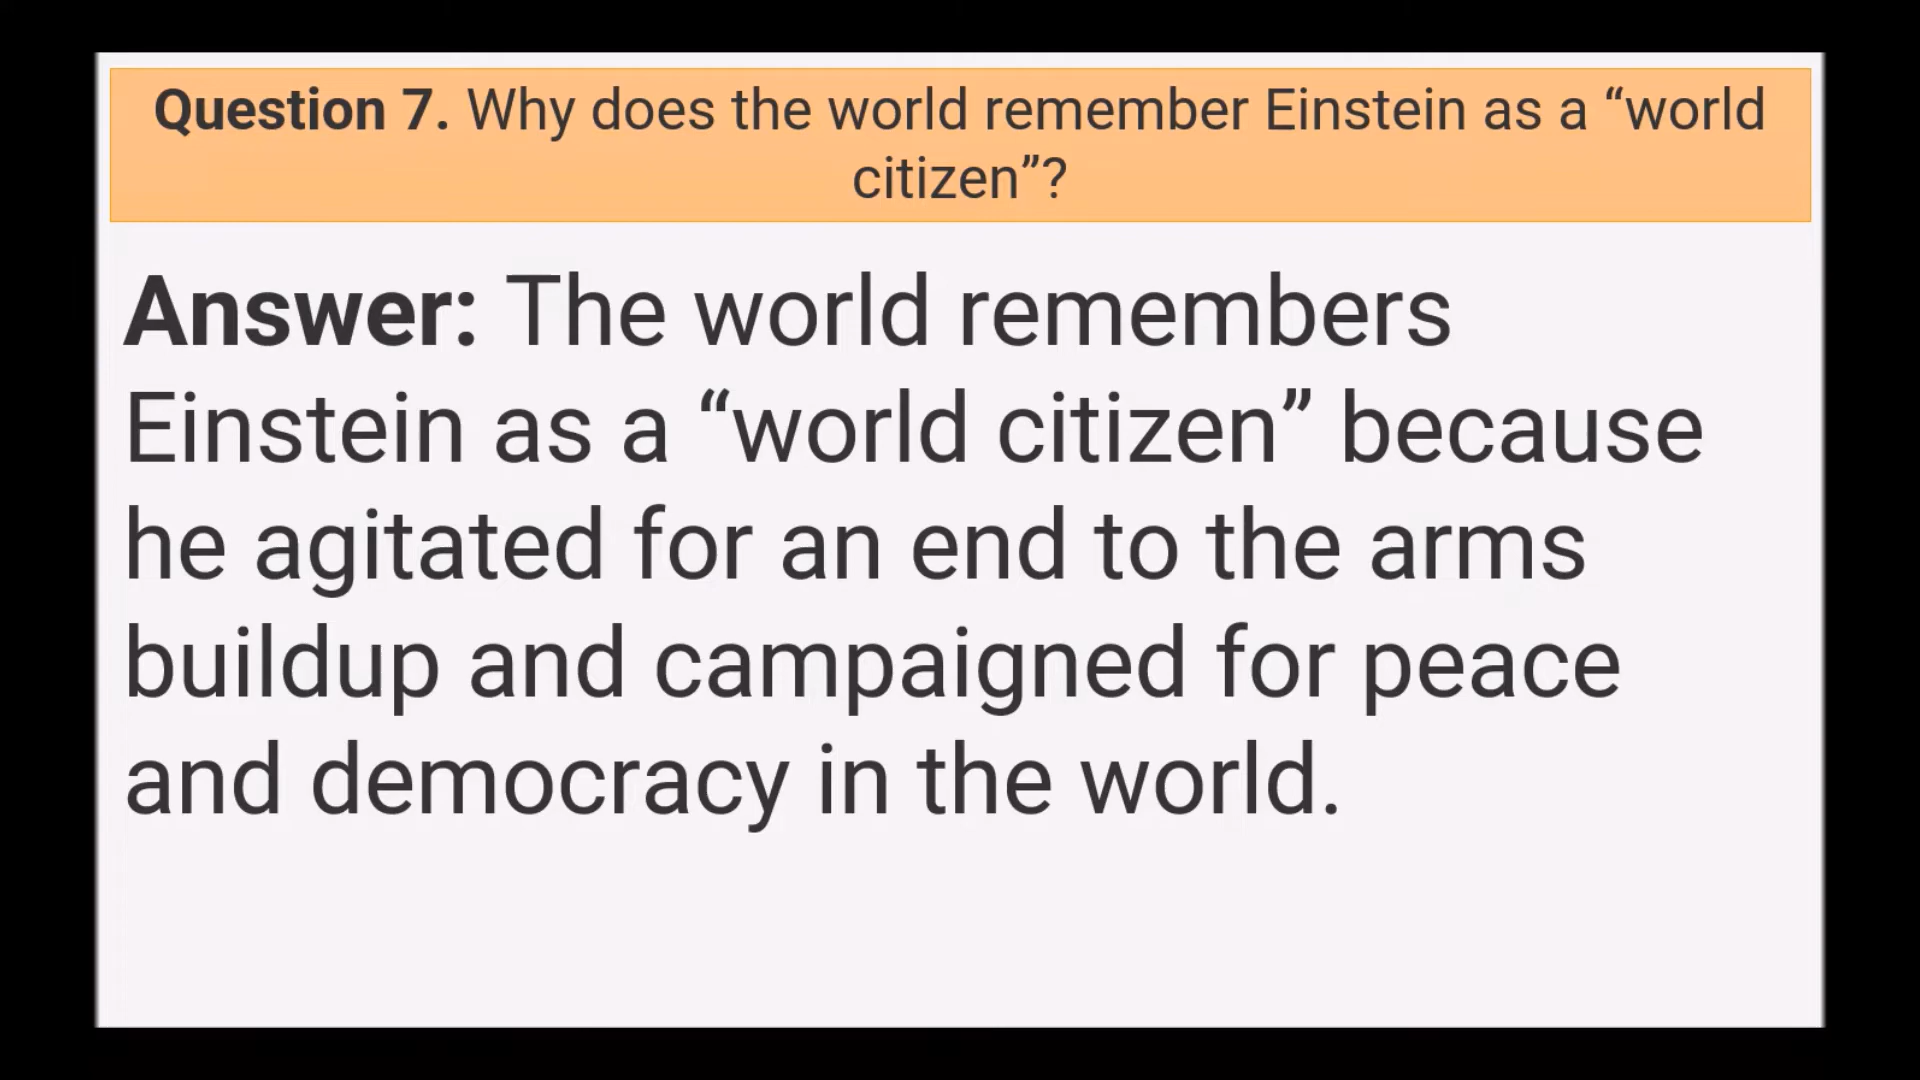 Question 7. Why does the world remember Einstein as a “world
citizen”?
Answer: The world remembers
Einstein as a “world citizen” because
he agitated for an end to the arms
buildup and campaigned for peace
and democracy in the world.